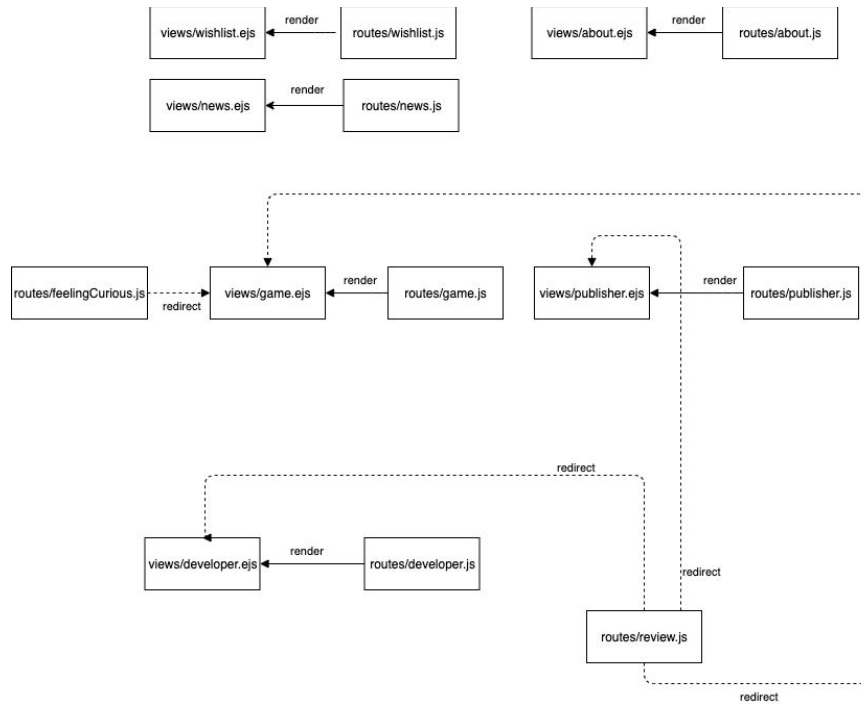 render
render
views/wishlist.ejs
routes/wishlist.js
views/about.ejs
routes/about.js
render
views/news.ejs
routes/news.js
render
render
routes/feelingCurious.js
views/game.ejs
routes/game.js
views/publisher.ejs
routes/publisher.js
redirect
redirect
render
views/developer.ejs
routes/developer.js
redirect
routes/review.js
redirect